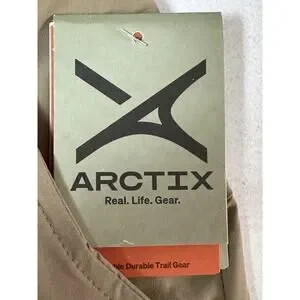 ARCTIX
Real. Life. Gear.
Durable Trail Gear